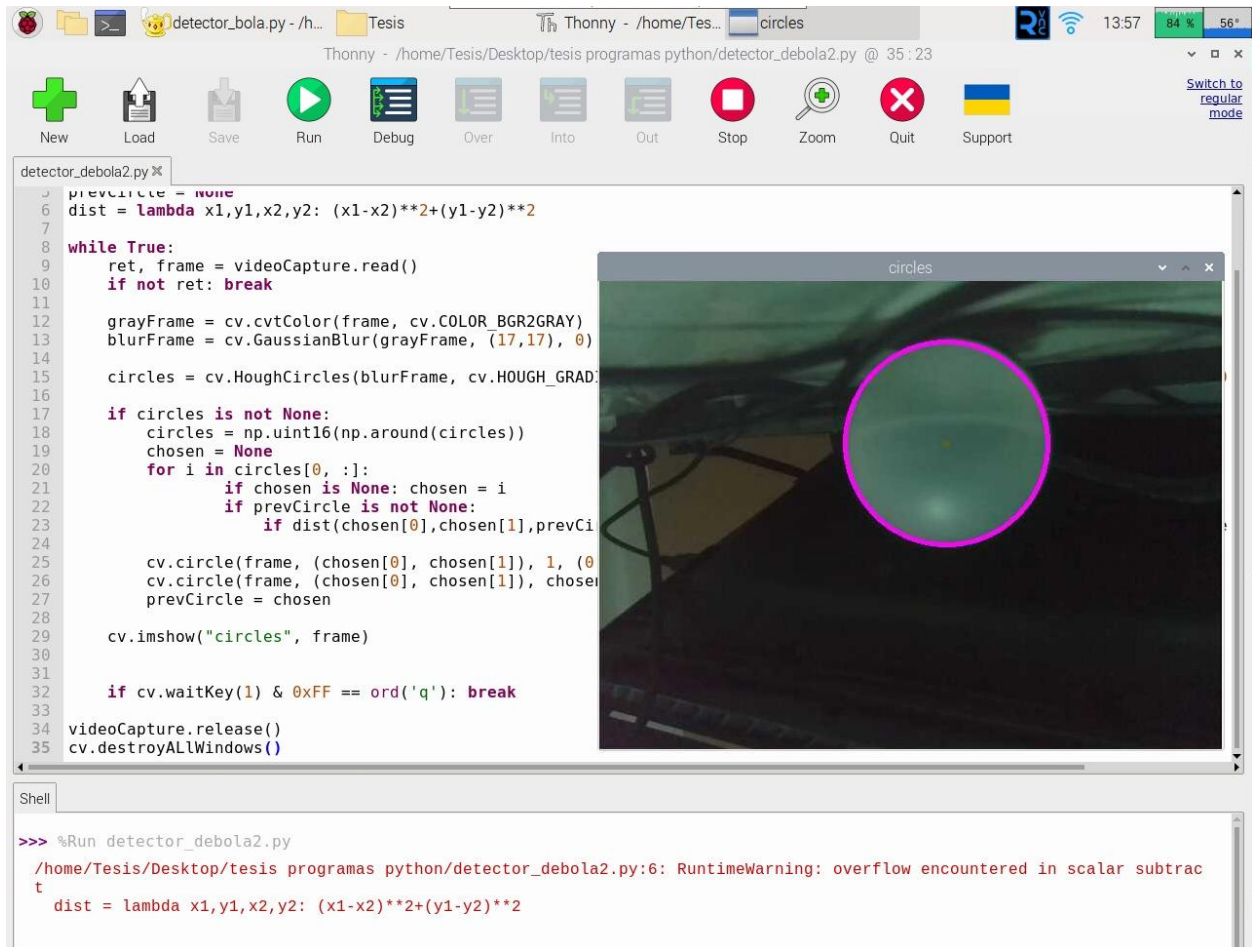 detector_bola.py - /h...
Tesis
Thonny - /home/Tes...
circles
13:57
84 %
56°
Thonny - /home/Tesis/Desktop/tesis programas python/detector_debola2.py @ 35 : 23
New
Load
Save
Run
Debug
Over
Into
Out
Stop
Zoom
Quit
Support
Switch to
regular
mode
detector_debola2.py
5 prevCircle = None
6 dist = lambda x1,y1,x2,y2: (x1-x2)**2+(y1-y2)**2
7
8 while True:
9 ret, frame = videoCapture.read()
10 if not ret: break
11
12 grayFrame = cv.cvtColor(frame, cv.COLOR_BGR2GRAY)
13 blurFrame = cv.GaussianBlur(grayFrame, (17,17), 0)
14
15 circles = cv.HoughCircles(blurFrame, cv.HOUGH_GRAD
16
17 if circles is not None:
18 circles = np.uint16(np.around(circles))
19 chosen = None
20 for i in circles[0, :]:
21 if chosen is None: chosen = i
22 if prevCircle is not None:
23 if dist(chosen[0],chosen[1],prevCi
24
25 cv.circle(frame, (chosen[0], chosen[1]), 1, (0
26 cv.circle(frame, (chosen[0], chosen[1]), chose
27 prevCircle = chosen
28
29 cv.imshow("circles", frame)
30
31
32 if cv.waitKey(1) & 0xFF == ord('q'): break
33
34 videoCapture.release()
35 cv.destroyALlWindows()
circles
Shell
>>> %Run detector_debola2.py
/home/Tesis/Desktop/tesis programas python/detector_debola2.py:6: RuntimeWarning: overflow encountered in scalar subtrac
t
dist = lambda x1,y1,x2,y2: (x1-x2)**2+(y1-y2)**2